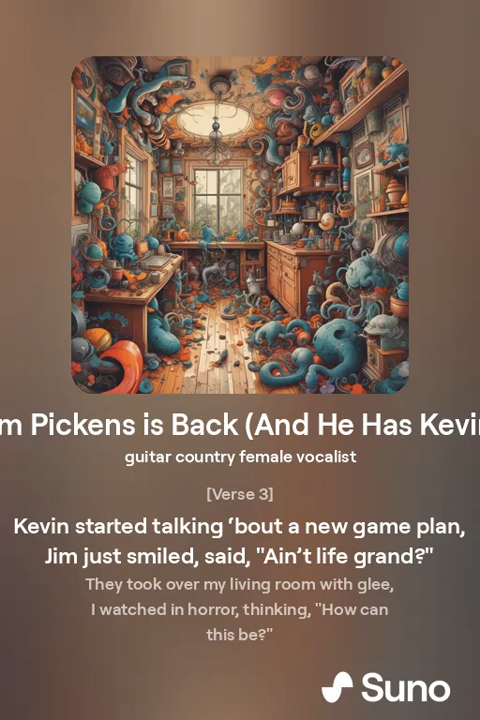 m Pickens is Back (And He Has Kevin
guitar country female vocalist
[Verse 3]
Kevin started talking ‘bout a new game plan,
Jim just smiled, said, "Ain’t life grand?"
They took over my living room with glee,
I watched in horror, thinking, "How can
this be?"
Suno